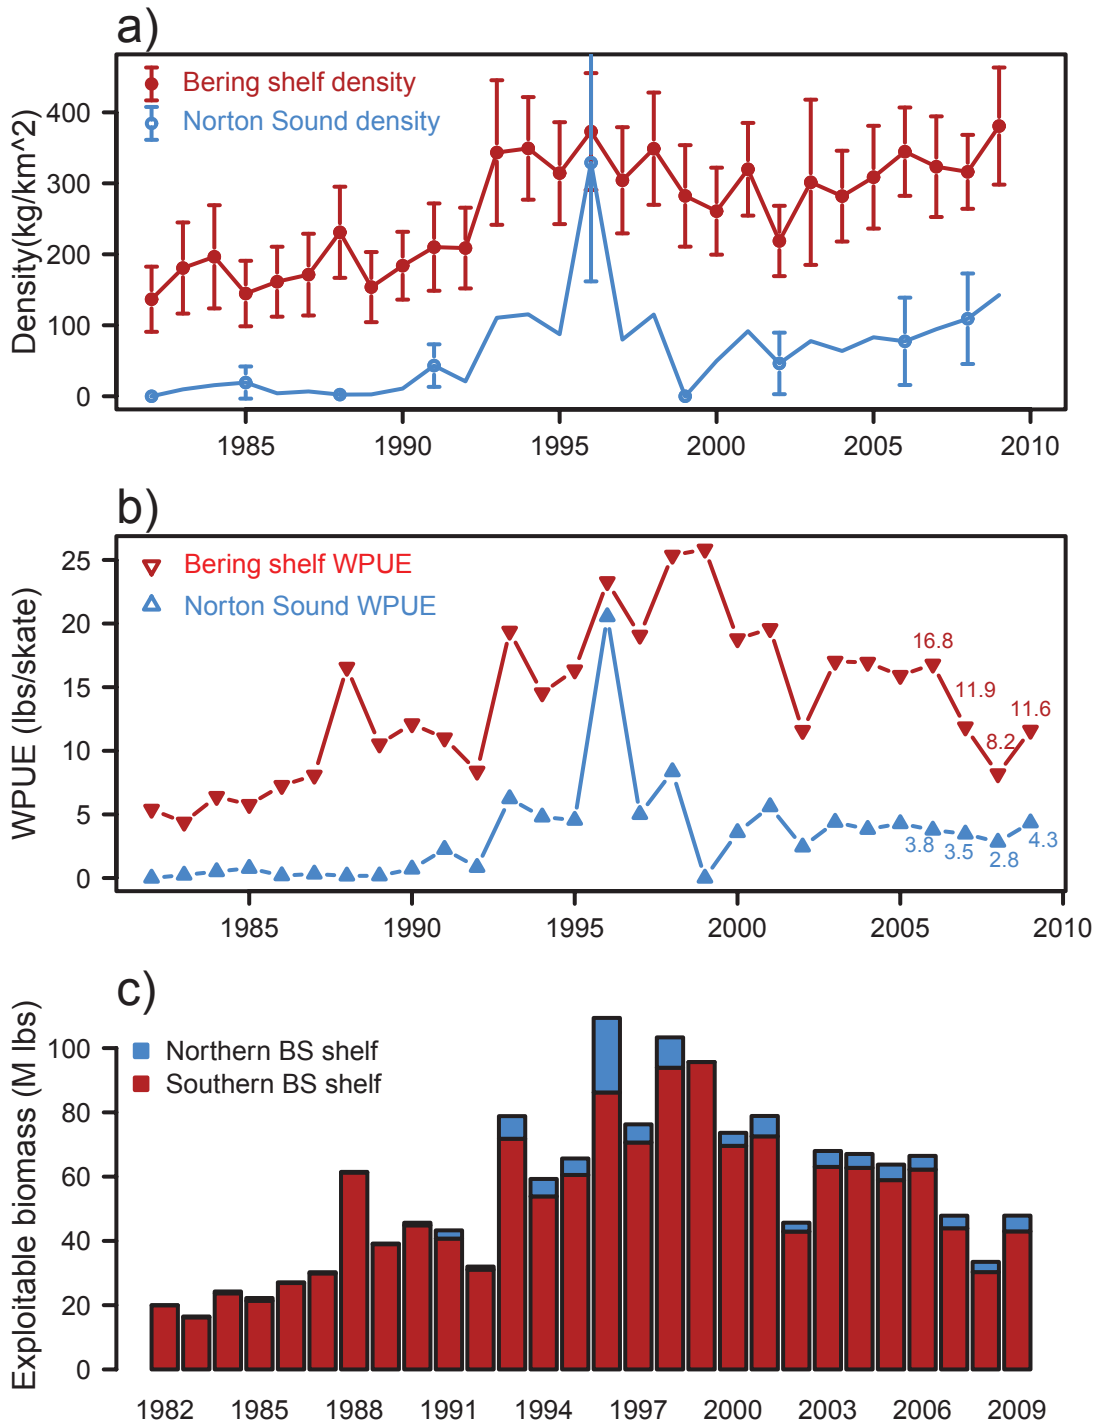 a)
Bering shelf density
Norton Sound density
Density(kg/km^2)
400
300
200
100
0
1985 1990 1995 2000 2005 2010
b)
Bering shelf WPUE
Norton Sound WPUE
WPUE (lbs/skate)
25
20
15
10
5
0
16.8
11.9
11.6
8.2
3.8
3.5
2.8
4.3
1985 1990 1995 2000 2005 2010
c)
Northern BS shelf
Southern BS shelf
Exploitable biomass (M lbs)
100
80
60
40
20
0
1982 1985 1988 1991 1994 1997 2000 2003 2006 2009